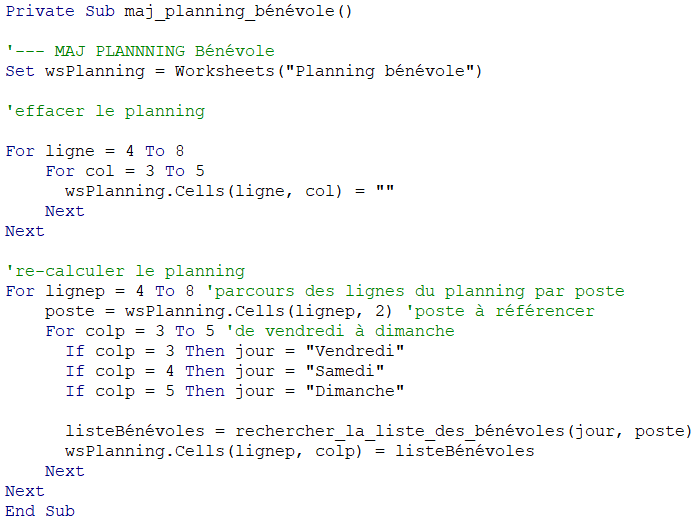 Private Sub maj_planning_bénévole()
'--- MAJ PLANNNING Bénévole
Set wsPlanning = Worksheets("Planning bénévole")
'effacer le planning
For ligne = 4 To 8
For col = 3 To 5
wsPlanning.Cells(ligne, col) = ""
Next
Next
're-calculer le planning
For lignep = 4 To 8 'parcours des lignes du planning par poste
poste = wsPlanning.Cells(lignep, 2) 'poste à référencer
For colp = 3 To 5 'de vendredi à dimanche
If colp = 3 Then jour = "Vendredi"
If colp = 4 Then jour = "Samedi"
If colp = 5 Then jour = "Dimanche"
listeBénévoles = rechercher_la_liste_des_bénévoles(jour, poste)
wsPlanning.Cells(lignep, colp) = listeBénévoles
Next
Next
End Sub